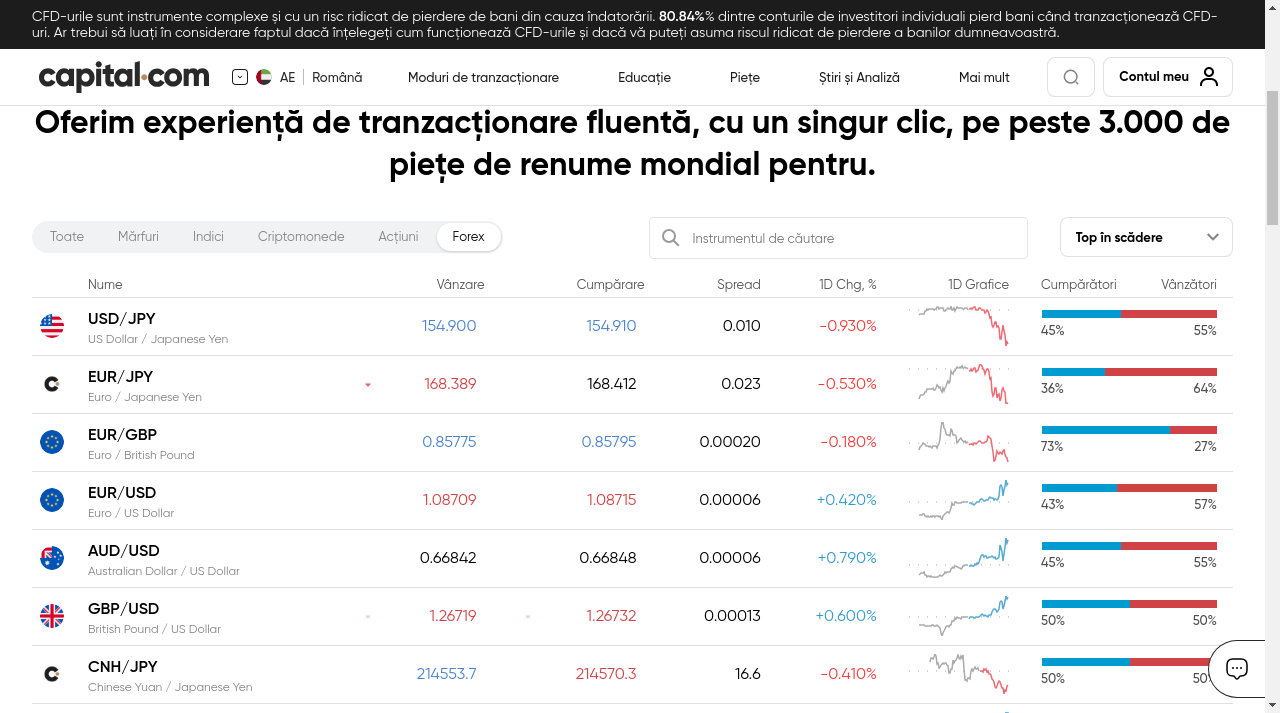 CFD-urile sunt instrumente complexe și cu un risc ridicat de pierdere de bani din cauza îndatorării. 80.84%% dintre conturile de investitori individuali pierd bani când tranzacționează CFD-
uri. Ar trebui să luați în considerare faptul dacă înțelegeți cum funcționează CFD-urile și dacă vă puteți asuma riscul ridicat de pierdere a banilor dumneavoastră.
capital.com AE Română Moduri de tranzacționare Educație Piețe Știri și Analiză Mai mult Contul meu
Oferim experiență de tranzacționare fluentă, cu un singur clic, pe peste 3.000 de
piețe de renume mondial pentru.
Toate Mărfuri Indici Criptomonede Acțiuni Forex Instrumentul de căutare Top în scădere
Nume Vânzare Cumpărare Spread 1D Chg, % 1D Grafice Cumpărători Vânzători
USD/JPY 154.900 154.910 0.010 -0.930%
US Dollar / Japanese Yen 45% 55%
EUR/JPY 168.389 168.412 0.023 -0.530%
Euro / Japanese Yen 36% 64%
EUR/GBP 0.85775 0.85795 0.00020 -0.180%
Euro / British Pound 73% 27%
EUR/USD 1.08709 1.08715 0.00006 +0.420%
Euro / US Dollar 43% 57%
AUD/USD 0.66842 0.66848 0.00006 +0.790%
Australian Dollar / US Dollar 45% 55%
GBP/USD 1.26719 1.26732 0.00013 +0.600%
British Pound / US Dollar 50% 50%
CNH/JPY 214553.7 214570.3 16.6 -0.410%
Chinese Yuan / Japanese Yen 50% 50%